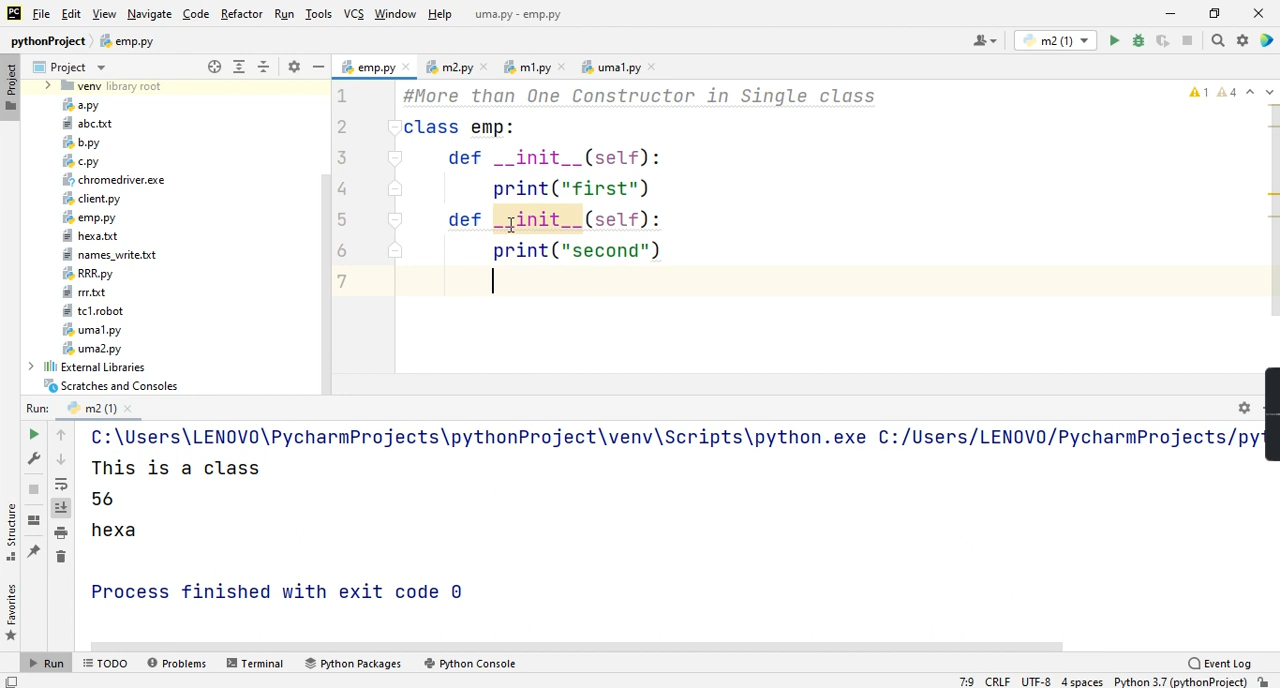 PC File Edit View Navigate Code Refactor Run Tools VCS Window Help uma.py - emp.py
pythonProject emp.py m2 (1)
Project
Project
emp.py m2.py m1.py uma1.py
venv library root
a.py
abc.txt
b.py
c.py
chromedriver.exe
client.py
emp.py
hexa.txt
names_write.txt
RRR.py
rrr.txt
tc1.robot
uma1.py
uma2.py
External Libraries
Scratches and Consoles
1 #More than One Constructor in Single class 1 4
2 class emp:
3 def __init__(self):
4 print("first")
5 def __init__(self):
6 print("second")
7
Run: m2 (1)
C:\Users\LENOVO\PycharmProjects\pythonProject\venv\Scripts\python.exe C:/Users/LENOVO/PycharmProjects/pyt
This is a class
56
hexa
Process finished with exit code 0
Structure
Favorites
Run TODO Problems Terminal Python Packages Python Console Event Log
7:9 CRLF UTF-8 4 spaces Python 3.7 (pythonProject)